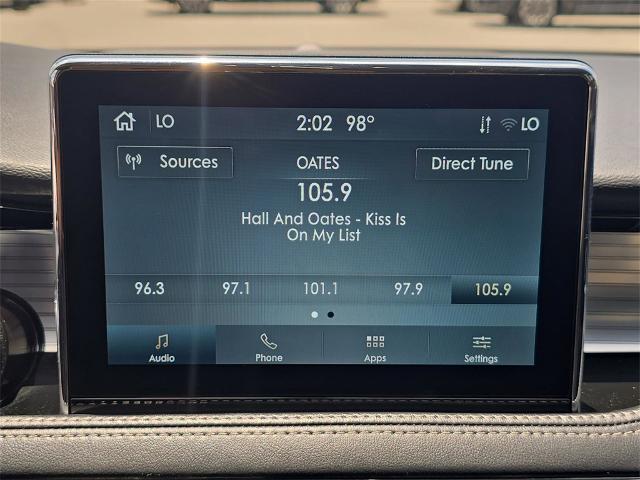 LO 2:02 98° LO
Sources OATES Direct Tune
105.9
Hall And Oates - Kiss Is
On My List
96.3 97.1 101.1 97.9 105.9
Audio Phone Apps Settings